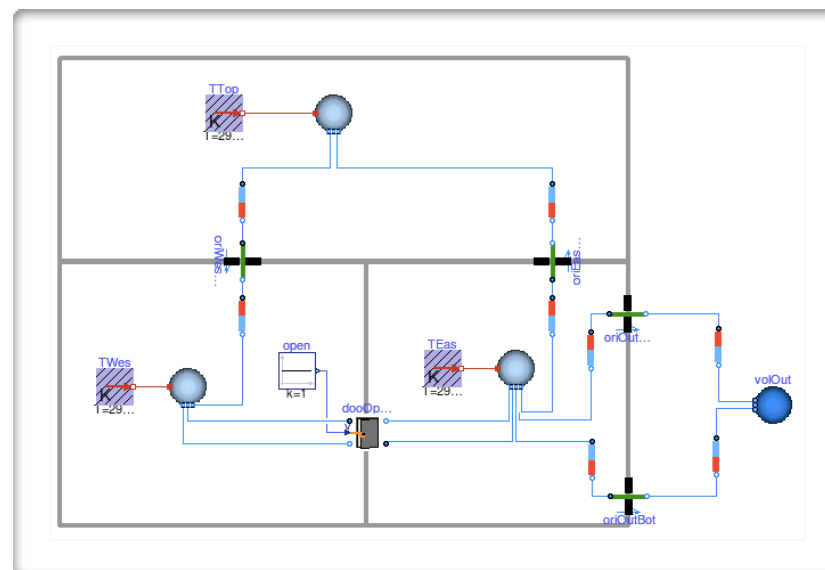 TTop
K
T=29...
oriWes...
oriEas...
open
k=1
TWes
K
T=29...
TEas
K
T=29...
dooOp...
y
oriOut...
volOut
oriOutBot